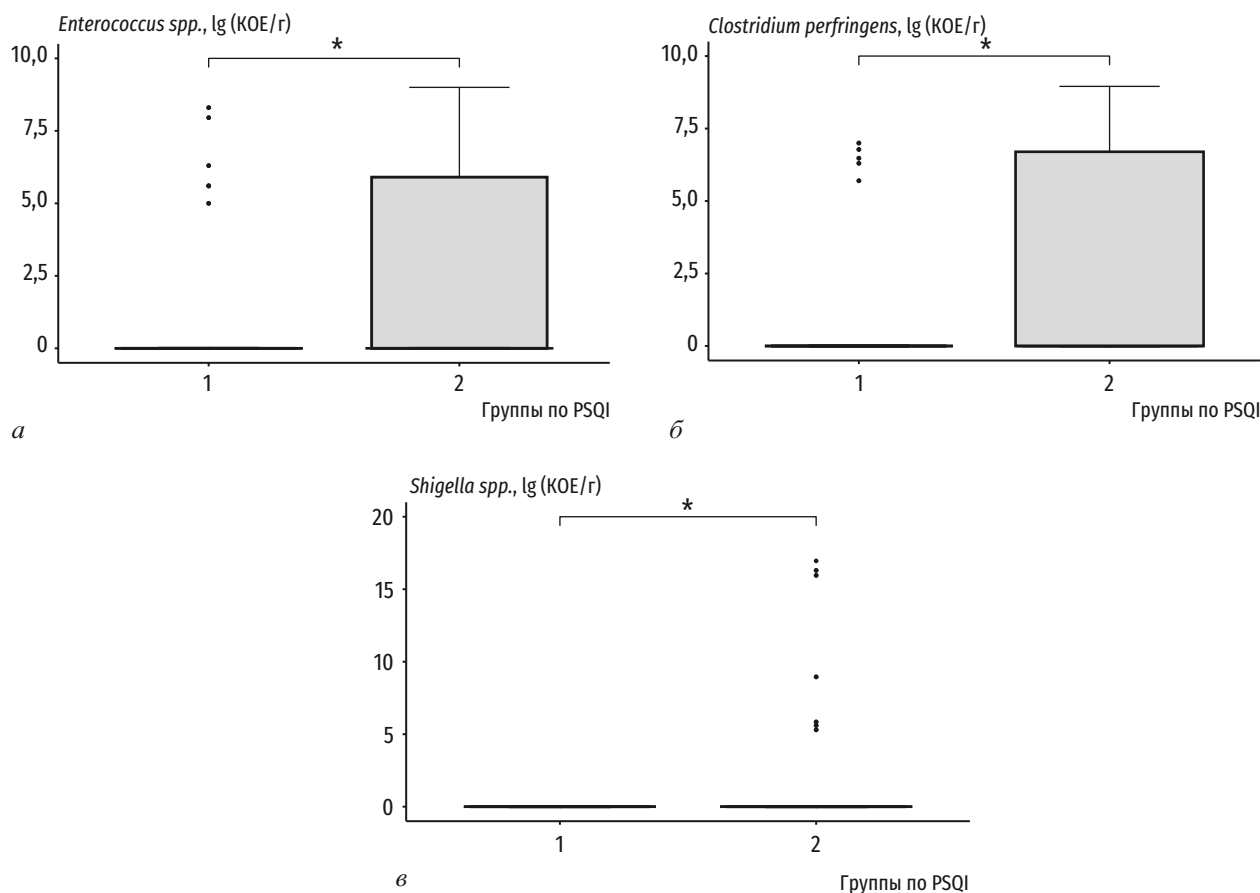 Enterococcus spp., lg (КОЕ/г)
*
10,0
7,5
5,0
2,5
0
1 2
Группы по PSQI
а
Clostridium perfringens, lg (КОЕ/г)
*
10,0
7,5
5,0
2,5
0
1 2
Группы по PSQI
б
Shigella spp., lg (КОЕ/г)
*
20
15
10
5
0
1 2
Группы по PSQI
в